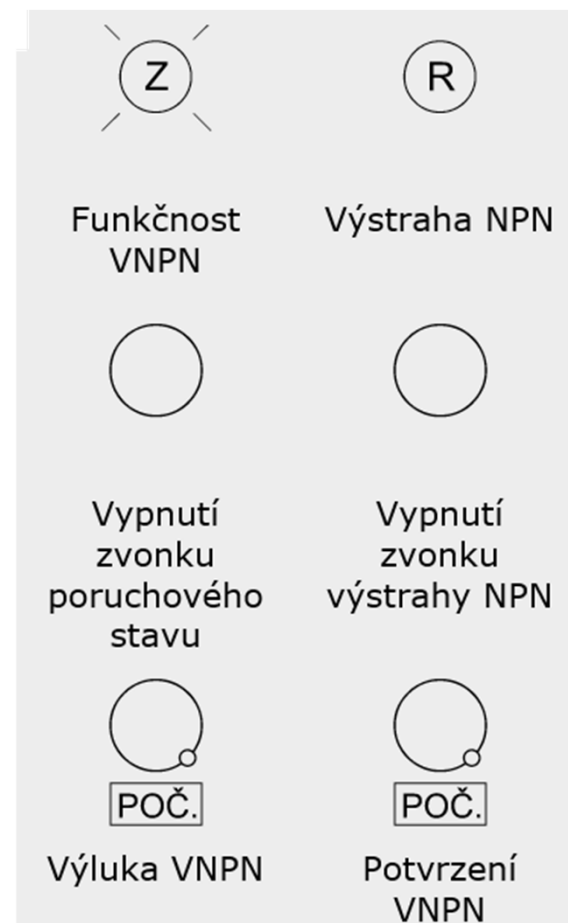 Z
R
Funkčnost
VNPN
Výstraha NPN
Vypnutí
zvonku
poruchového
stavu
Vypnutí
zvonku
výstrahy NPN
POČ.
POČ.
Výluka VNPN
Potvrzení
VNPN